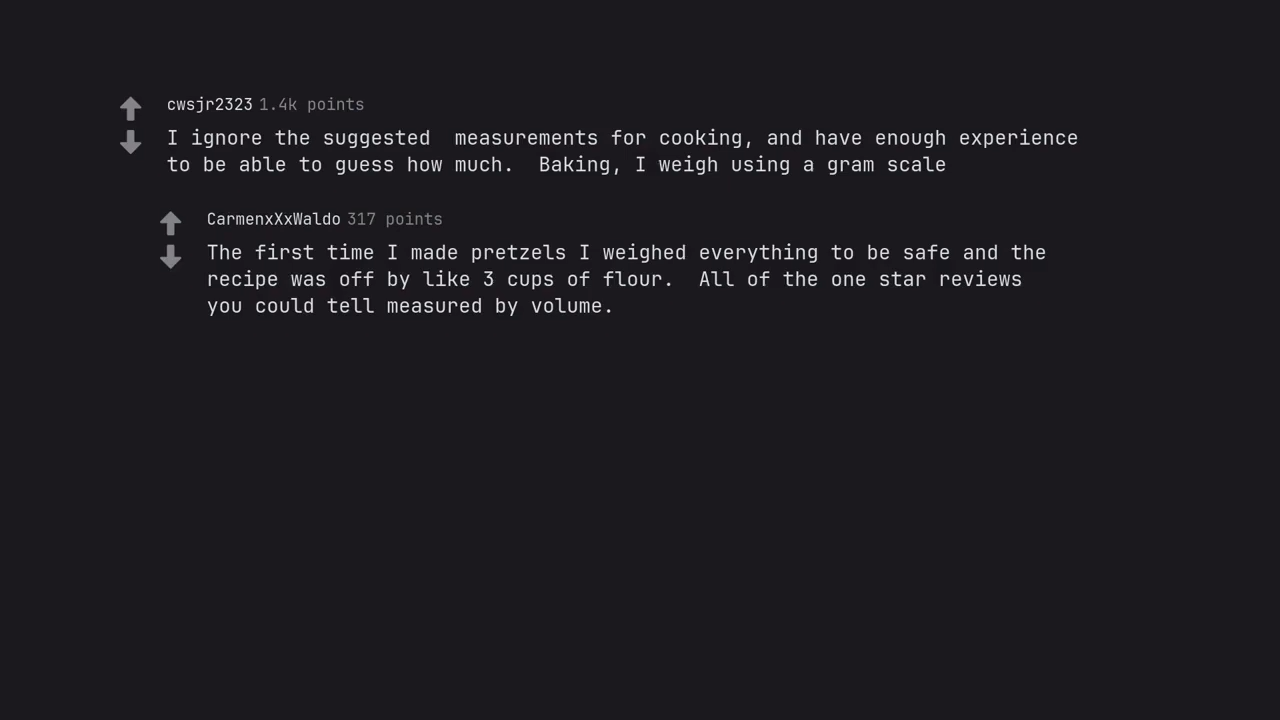 cwsjr2323 1.4k points
I ignore the suggested  measurements for cooking, and have enough experience
to be able to guess how much.  Baking, I weigh using a gram scale
CarmenxXxWaldo 317 points
The first time I made pretzels I weighed everything to be safe and the
recipe was off by like 3 cups of flour.  All of the one star reviews
you could tell measured by volume.